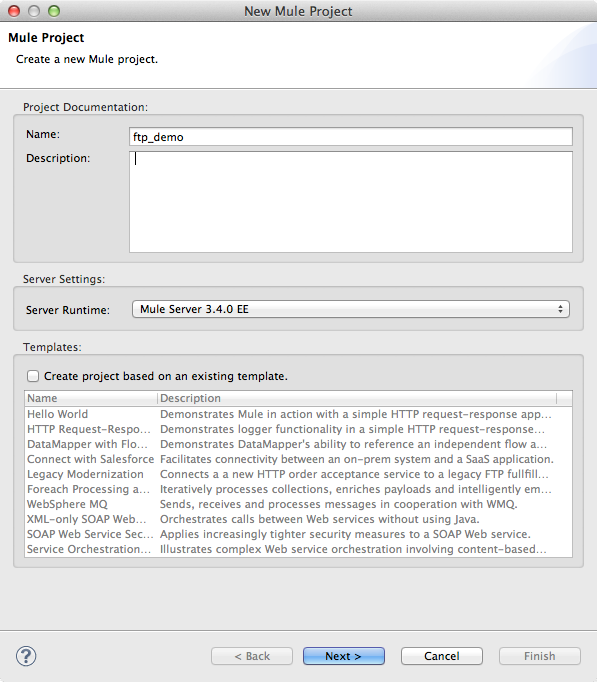 New Mule Project
Mule Project
Create a new Mule project.
Project Documentation:
Name: ftp_demo
Description:
Server Settings:
Server Runtime: Mule Server 3.4.0 EE
Templates:
Create project based on an existing template.
Name Description
Hello World Demonstrates Mule in action with a simple HTTP request-response app...
HTTP Request-Respo... Demonstrates logger functionality in a simple HTTP request-response...
DataMapper with Flo... Demonstrates DataMapper's ability to reference an independent flow a...
Connect with Salesforce Facilitates connectivity between an on-prem system and a SaaS application.
Legacy Modernization Connects a a new HTTP order acceptance service to a legacy FTP fullfill...
Foreach Processing a... Iteratively processes collections, enriches payloads and intelligently em...
WebSphere MQ Sends, receives and processes messages in cooperation with WMQ.
XML-only SOAP Web... Orchestrates calls between Web services without using Java.
SOAP Web Service Sec... Applies increasingly tighter security measures to a SOAP Web service.
Service Orchestration... Illustrates complex Web service orchestration involving content-based...
? < Back Next > Cancel Finish